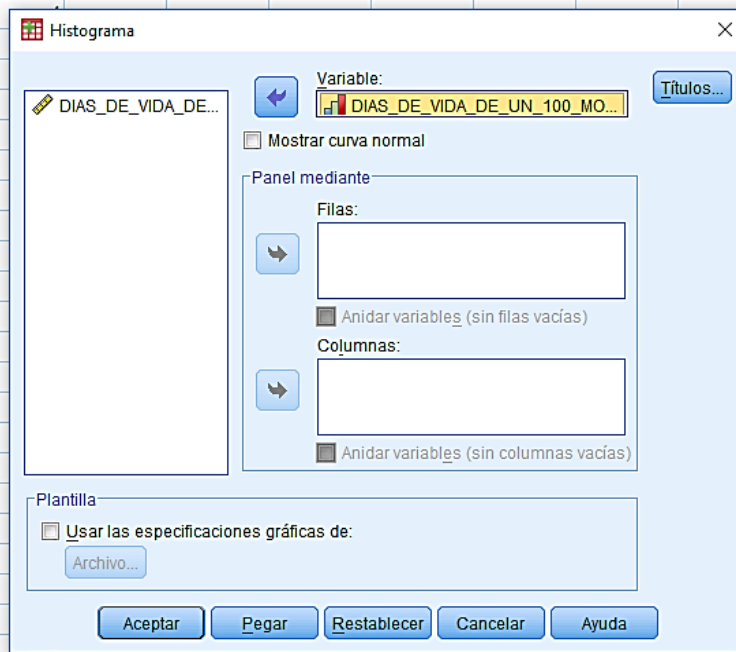 Histograma
DIAS_DE_VIDA_DE...
Variable:
DIAS_DE_VIDA_DE_UN_100_MO...
Títulos...
Mostrar curva normal
Panel mediante
Filas:
Anidar variables (sin filas vacías)
Columnas:
Anidar variables (sin columnas vacías)
Plantilla
Usar las especificaciones gráficas de:
Archivo...
Aceptar
Pegar
Restablecer
Cancelar
Ayuda